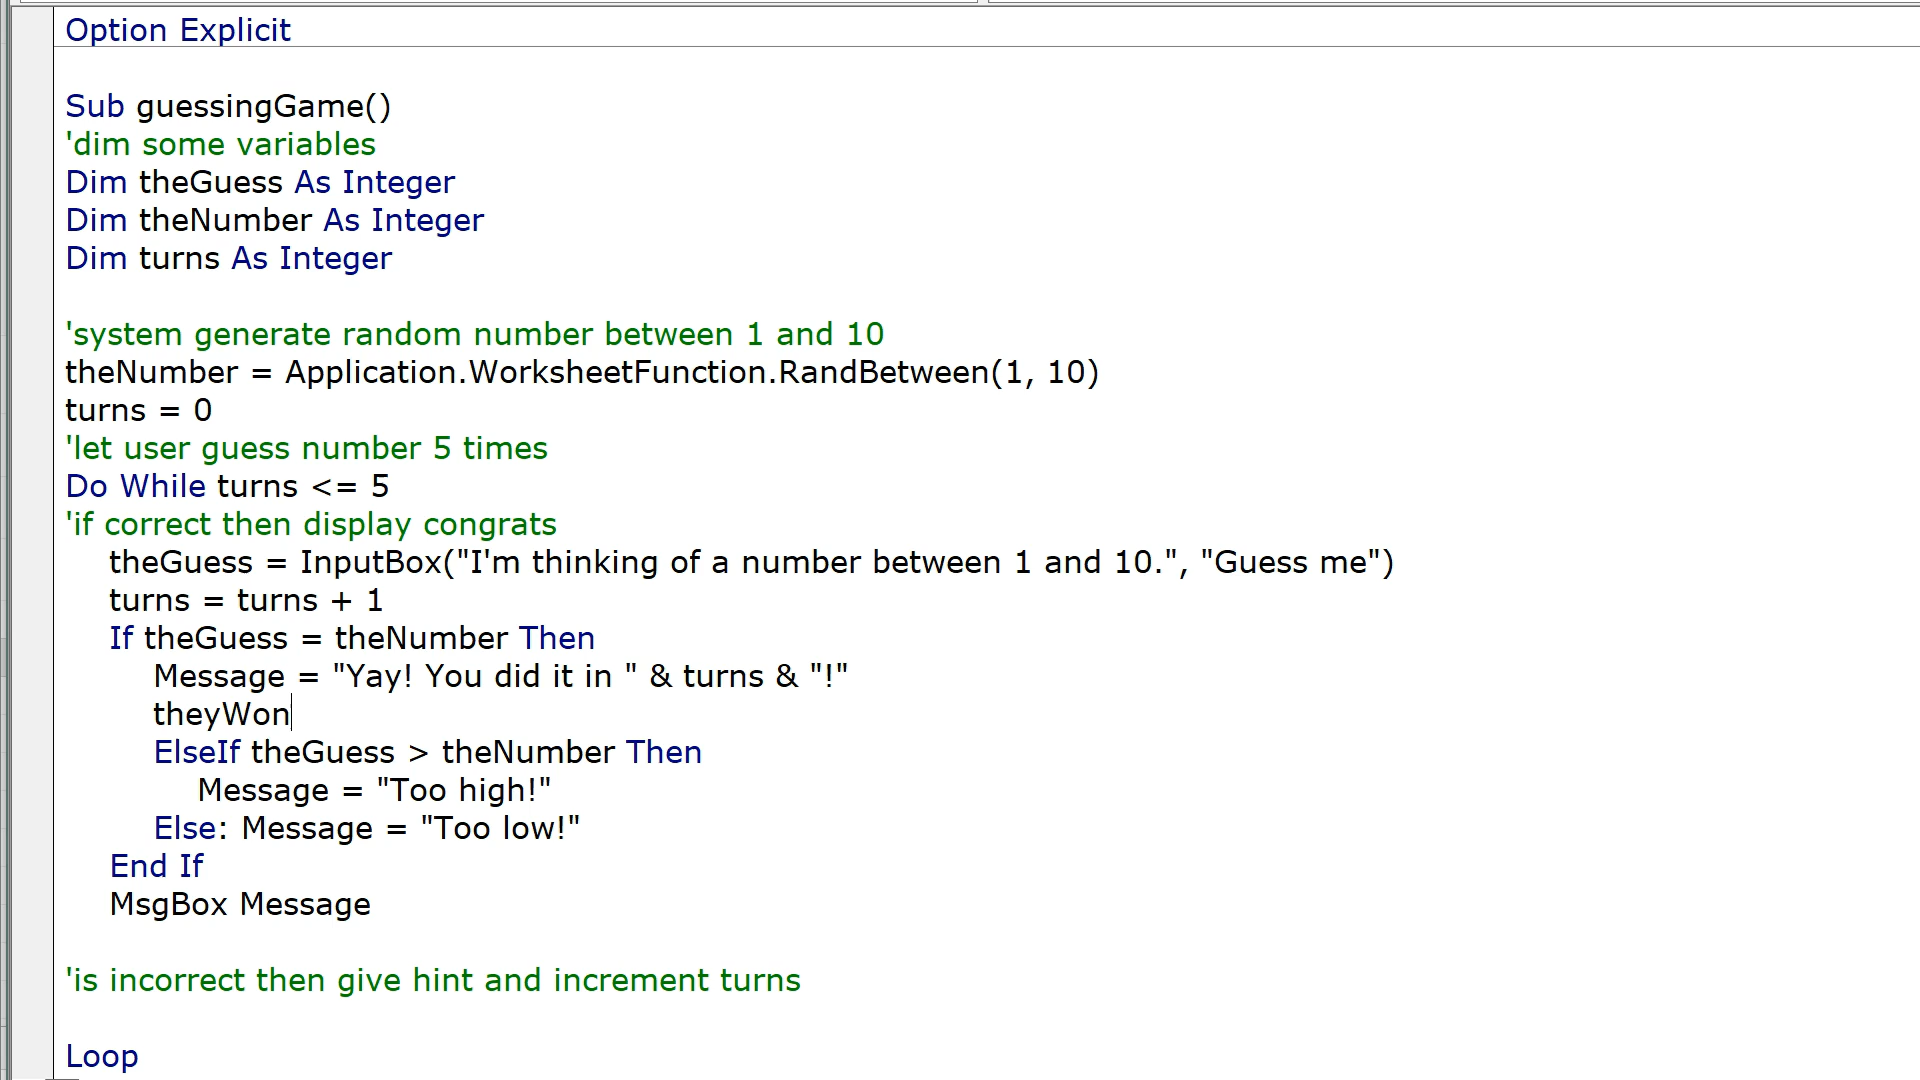 Option Explicit
Sub guessingGame()
'dim some variables
Dim theGuess As Integer
Dim theNumber As Integer
Dim turns As Integer
'system generate random number between 1 and 10
theNumber = Application.WorksheetFunction.RandBetween(1, 10)
turns = 0
'let user guess number 5 times
Do While turns <= 5
'if correct then display congrats
theGuess = InputBox("I'm thinking of a number between 1 and 10.", "Guess me")
turns = turns + 1
If theGuess = theNumber Then
Message = "Yay! You did it in " & turns & "!"
theyWon
ElseIf theGuess > theNumber Then
Message = "Too high!"
Else: Message = "Too low!"
End If
MsgBox Message
'is incorrect then give hint and increment turns
Loop